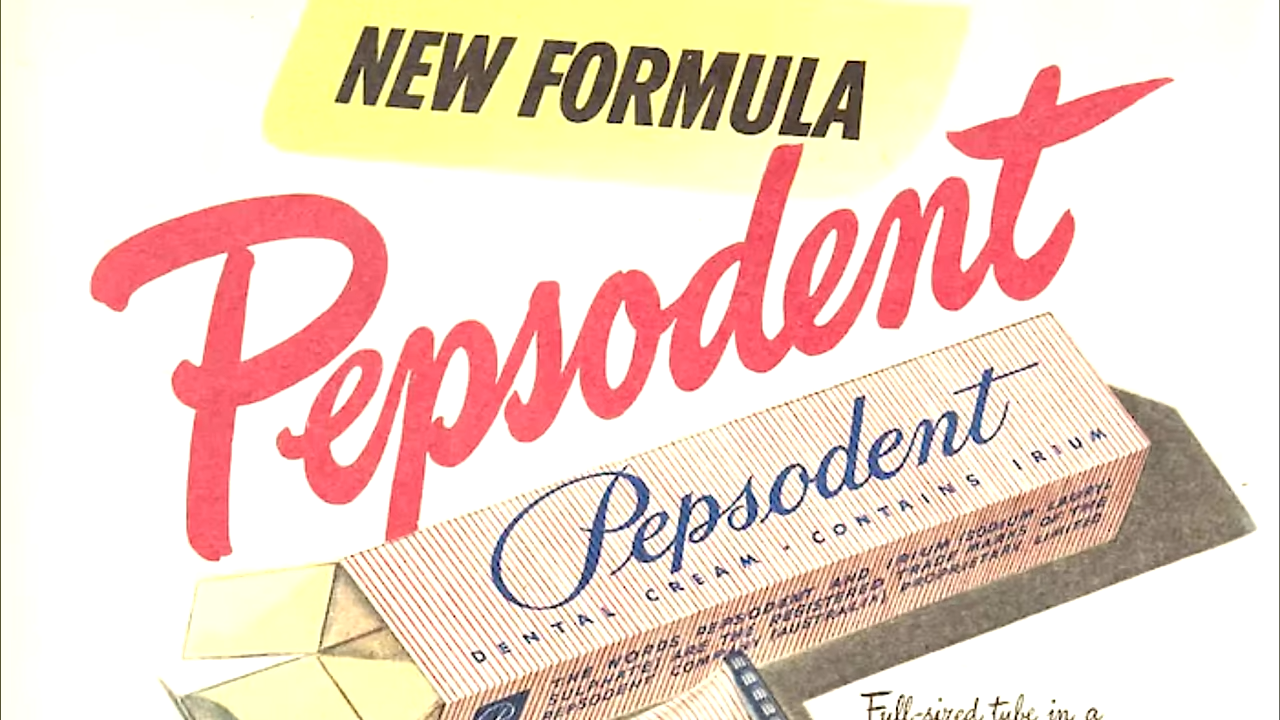 NEW FORMULA
Pepsodent
Pepsodent
DENTAL CREAM · CONTAINS IRIUM
THE WORDS PEPSODENT AND IRIUM (SODIUM LAURYL
SULPHATE) ARE THE REGISTERED TRADE MARKS OF THE
PEPSODENT COMPANY (AUSTRALIA) PROPRIETARY LIMITED
Full-sized tube in a